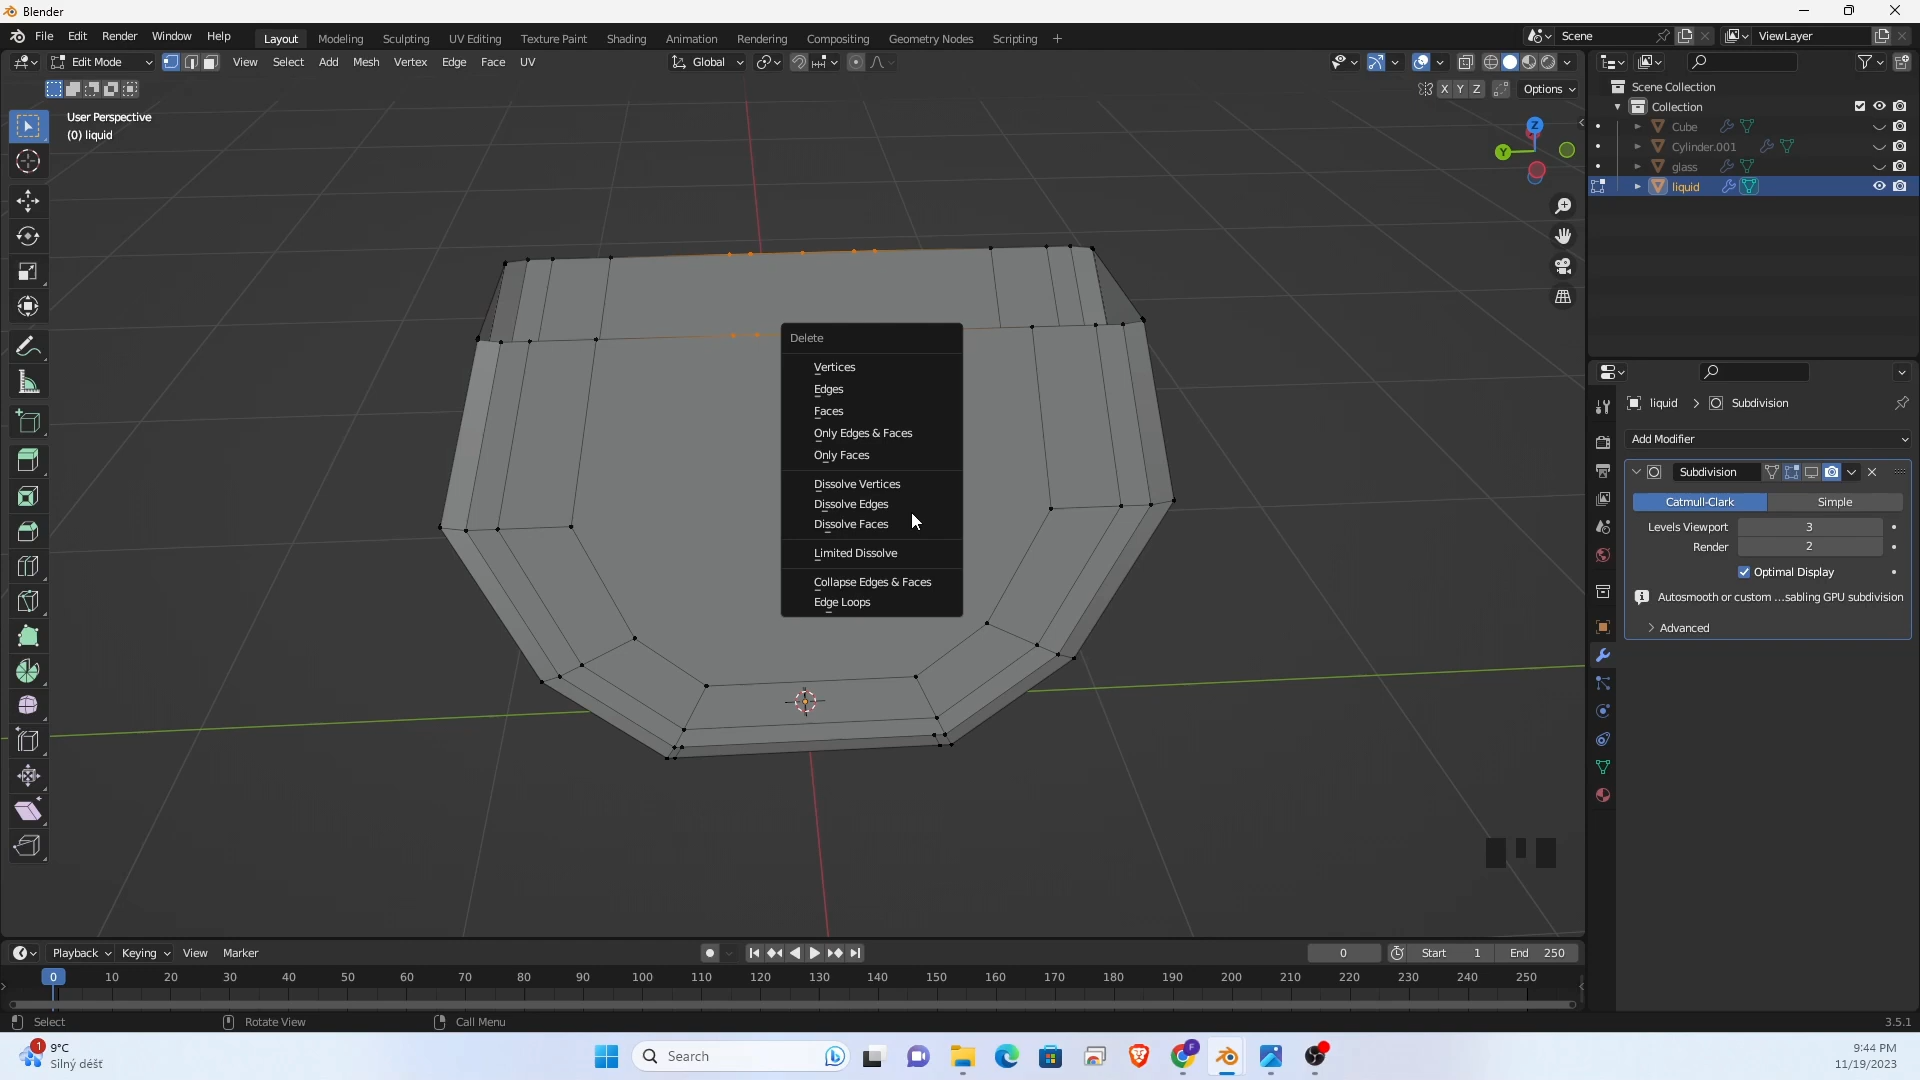 Blender
File Edit Render Window Help
Layout Modeling Sculpting UV Editing Texture Paint Shading Animation Rendering Compositing Geometry Nodes Scripting
Scene
ViewLayer
Edit Mode View Select Add Mesh Vertex Edge Face UV
Global
X Y Z Options
User Perspective
(0) liquid
Z
Y
Scene Collection
Collection
Cube
Cylinder.001
glass
liquid
Delete
Vertices
Edges
Faces
Only Edges & Faces
Only Faces
Dissolve Vertices
Dissolve Edges
Dissolve Faces
Limited Dissolve
Collapse Edges & Faces
Edge Loops
liquid > Subdivision
Add Modifier
Subdivision
Catmull-Clark Simple
Levels Viewport 3
Render 2
Optimal Display
Autosmooth or custom ...sabling GPU subdivision
Advanced
Playback Keying View Marker
0 Start 1 End 250
0 10 20 30 40 50 60 70 80 90 100 110 120 130 140 150 160 170 180 190 200 210 220 230 240 250
Select Rotate View Call Menu
3.5.1
1
9°C
Silný déšť
Search
F
9:44 PM
11/19/2023